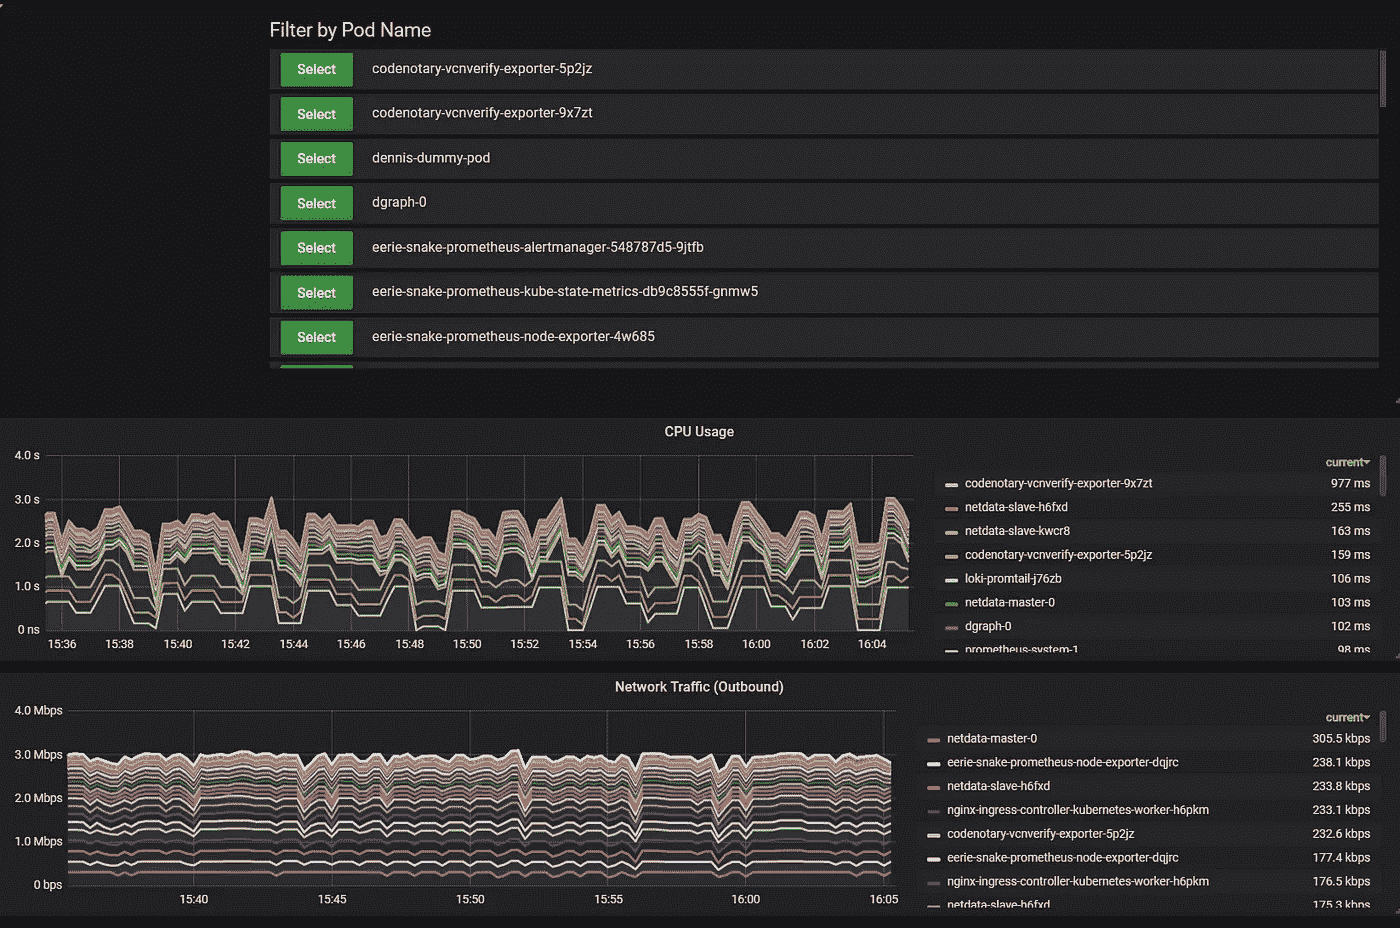 Filter by Pod Name
Select codenotary-vcnverify-exporter-5p2jz
Select codenotary-vcnverify-exporter-9x7zt
Select dennis-dummy-pod
Select dgraph-0
Select eerie-snake-prometheus-alertmanager-548787d5-9jtfb
Select eerie-snake-prometheus-kube-state-metrics-db9c8555f-gnmw5
Select eerie-snake-prometheus-node-exporter-4w685
CPU Usage
4.0 s
3.0 s
2.0 s
1.0 s
0 ns
15:36 15:38 15:40 15:42 15:44 15:46 15:48 15:50 15:52 15:54 15:56 15:58 16:00 16:02 16:04
current
codenotary-vcnverify-exporter-9x7zt 977 ms
netdata-slave-h6fxd 255 ms
netdata-slave-kwcr8 163 ms
codenotary-vcnverify-exporter-5p2jz 159 ms
loki-promtail-j76zb 106 ms
netdata-master-0 103 ms
dgraph-0 102 ms
prometheus-system-1 98 ms
Network Traffic (Outbound)
4.0 Mbps
3.0 Mbps
2.0 Mbps
1.0 Mbps
0 bps
15:40 15:45 15:50 15:55 16:00 16:05
current
netdata-master-0 305.5 kbps
eerie-snake-prometheus-node-exporter-dqjrc 238.1 kbps
netdata-slave-h6fxd 233.8 kbps
nginx-ingress-controller-kubernetes-worker-h6pkm 233.1 kbps
codenotary-vcnverify-exporter-5p2jz 232.6 kbps
eerie-snake-prometheus-node-exporter-dqjrc 177.4 kbps
nginx-ingress-controller-kubernetes-worker-h6pkm 176.5 kbps
netdata-slave-h6fxd 175.3 kbps